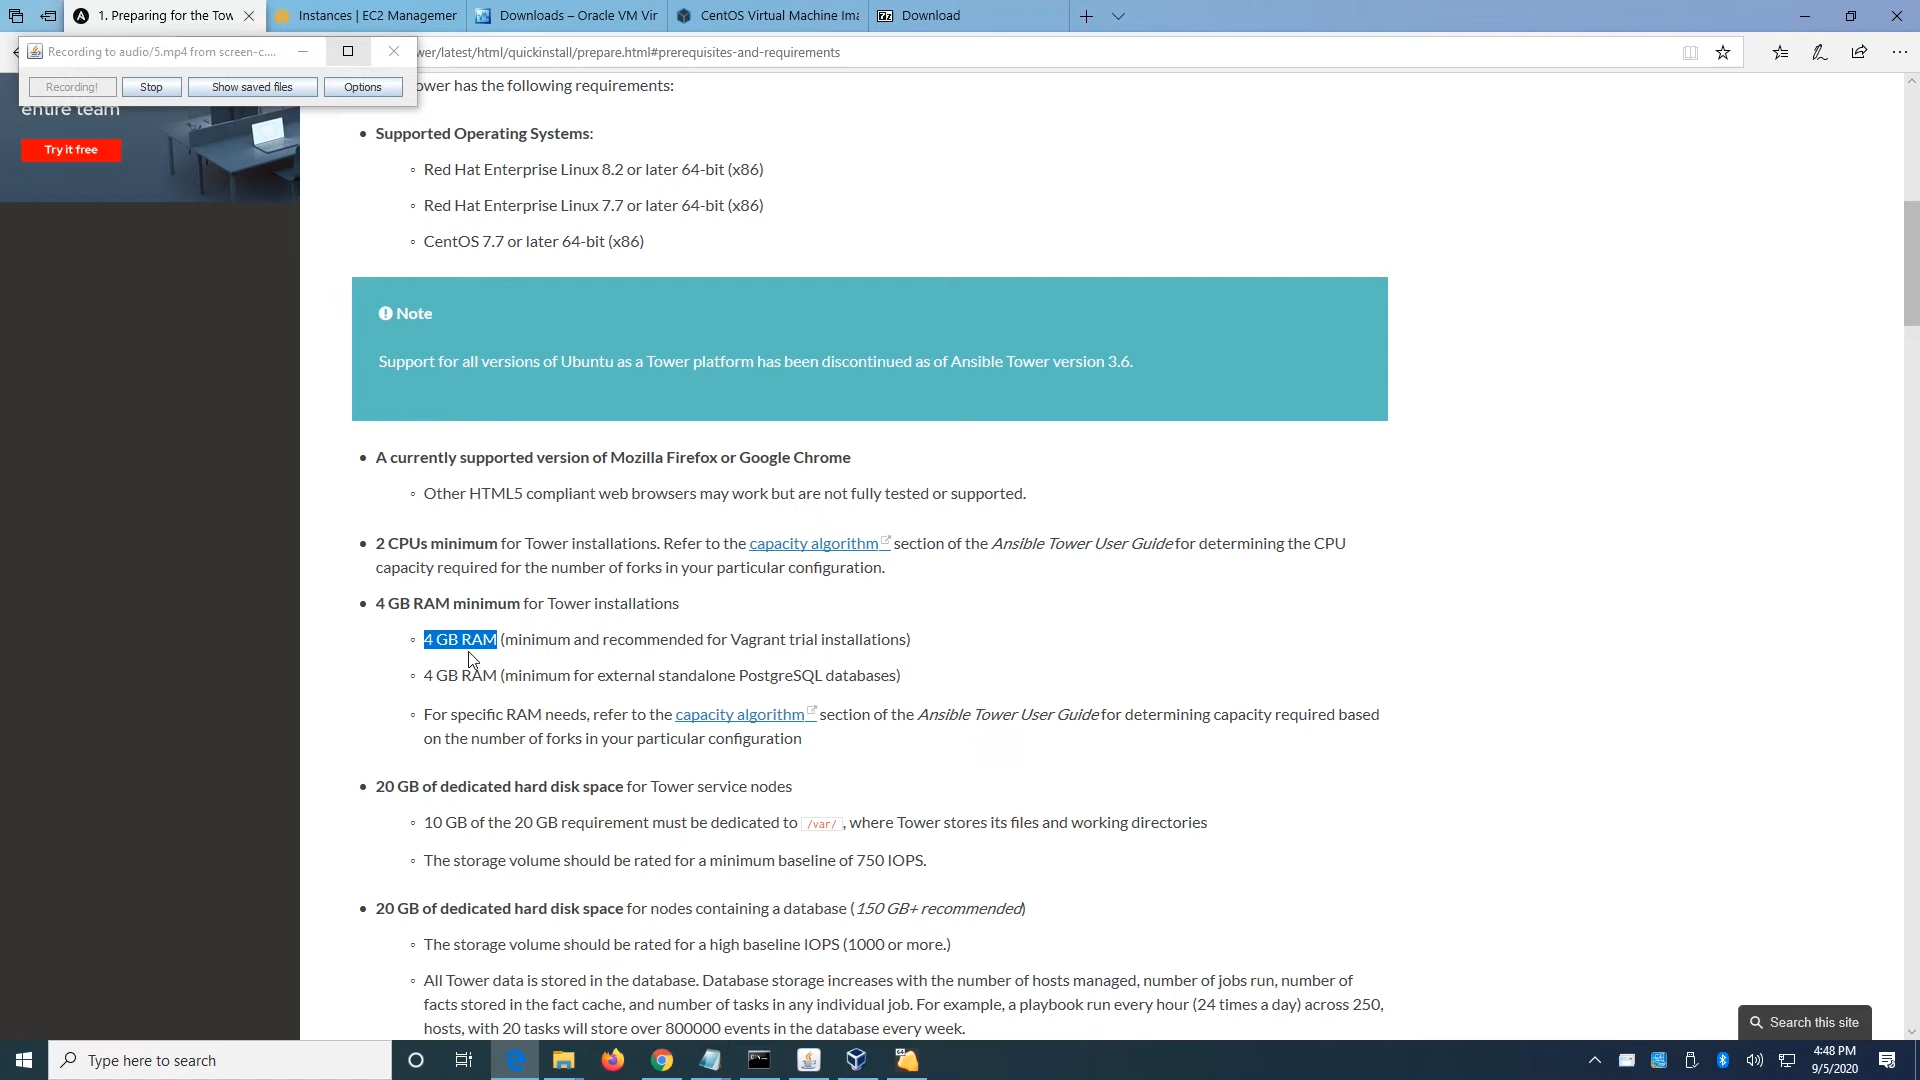 1. Preparing for the Tow
Instances | EC2 Managemer
Downloads – Oracle VM Vir
CentOS Virtual Machine Ima
Download
Recording to audio/5.mp4 from screen-c....
wer/latest/html/quickinstall/prepare.html#prerequisites-and-requirements
Recording!
Stop
Show saved files
Options
ower has the following requirements:
entire team
Try it free
• Supported Operating Systems:
◦ Red Hat Enterprise Linux 8.2 or later 64-bit (x86)
◦ Red Hat Enterprise Linux 7.7 or later 64-bit (x86)
◦ CentOS 7.7 or later 64-bit (x86)
Note
Support for all versions of Ubuntu as a Tower platform has been discontinued as of Ansible Tower version 3.6.
• A currently supported version of Mozilla Firefox or Google Chrome
◦ Other HTML5 compliant web browsers may work but are not fully tested or supported.
• 2 CPUs minimum for Tower installations. Refer to the capacity algorithm section of the Ansible Tower User Guide for determining the CPU
capacity required for the number of forks in your particular configuration.
• 4 GB RAM minimum for Tower installations
◦ 4 GB RAM (minimum and recommended for Vagrant trial installations)
◦ 4 GB RAM (minimum for external standalone PostgreSQL databases)
◦ For specific RAM needs, refer to the capacity algorithm section of the Ansible Tower User Guide for determining capacity required based
on the number of forks in your particular configuration
• 20 GB of dedicated hard disk space for Tower service nodes
◦ 10 GB of the 20 GB requirement must be dedicated to /var/, where Tower stores its files and working directories
◦ The storage volume should be rated for a minimum baseline of 750 IOPS.
• 20 GB of dedicated hard disk space for nodes containing a database (150 GB+ recommended)
◦ The storage volume should be rated for a high baseline IOPS (1000 or more.)
◦ All Tower data is stored in the database. Database storage increases with the number of hosts managed, number of jobs run, number of
facts stored in the fact cache, and number of tasks in any individual job. For example, a playbook run every hour (24 times a day) across 250,
hosts, with 20 tasks will store over 800000 events in the database every week.
Search this site
Type here to search
4:48 PM
9/5/2020